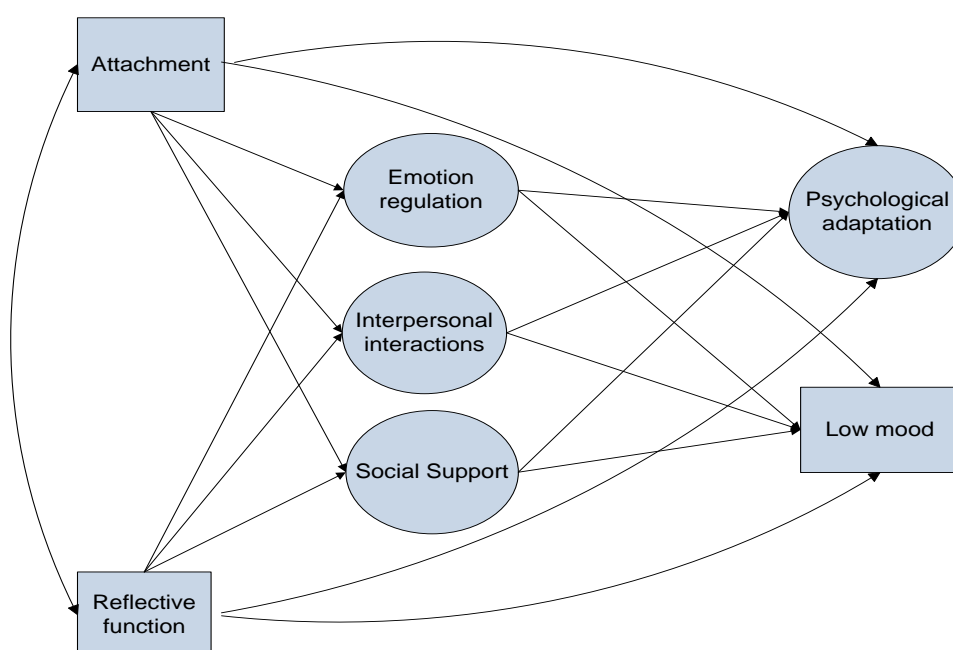 Attachment
Emotion
regulation
Psychological
adaptation
Interpersonal
interactions
Low mood
Social Support
Reflective
function